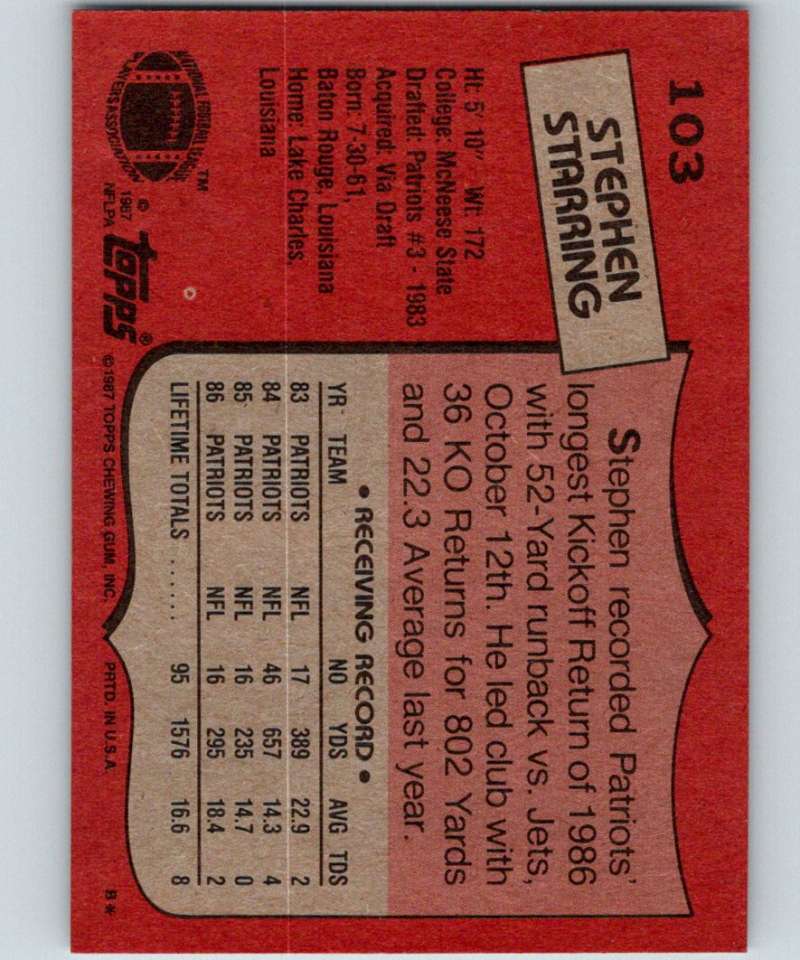 103
STEPHEN
STARRING
Ht: 5' 10" Wt: 172
College: McNeese State
Drafted: Patriots #3 - 1983
Acquired: Via Draft
Born: 7-30-61,
Baton Rouge, Louisiana
Home: Lake Charles,
Louisiana
NATIONAL FOOTBALL LEAGUE
PLAYERS ASSOCIATION
™
© 1987
NFLPA
topps®
Stephen recorded Patriots'
longest Kickoff Return of 1986
with 52-Yard runback vs. Jets,
October 12th. He led club with
36 KO Returns for 802 Yards
and 22.3 Average last year.
• RECEIVING RECORD •
YR TEAM NO YDS AVG TDS
83 PATRIOTS NFL 17 389 22.9 2
84 PATRIOTS NFL 46 657 14.3 4
85 PATRIOTS NFL 16 235 14.7 0
86 PATRIOTS NFL 16 295 18.4 2
LIFETIME TOTALS ...... 95 1576 16.6 8
©1987 TOPPS CHEWING GUM, INC. PRTD. IN U.S.A. B*